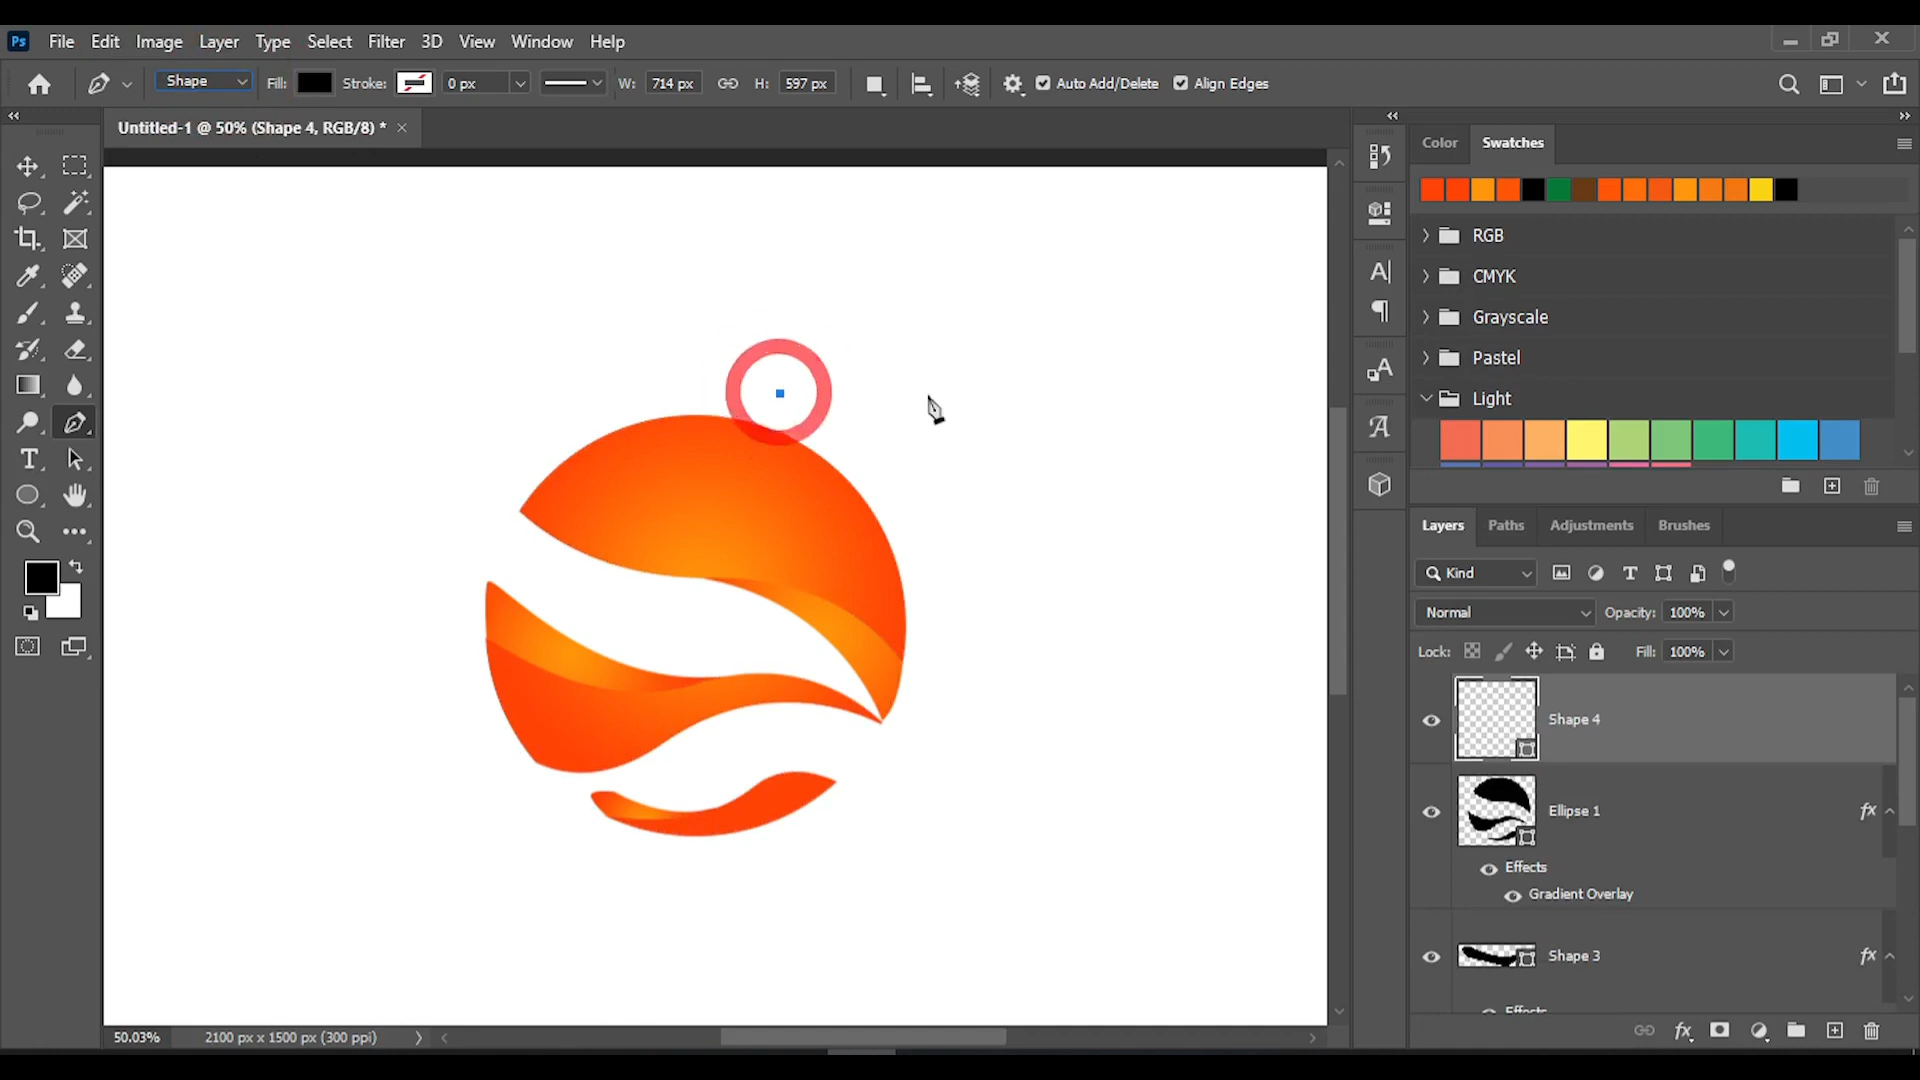 Ps File Edit Image Layer Type Select Filter 3D View Window Help
Shape Fill: Stroke: 0 px W: 714 px H: 597 px Auto Add/Delete Align Edges
Untitled-1 @ 50% (Shape 4, RGB/8) *
Color Swatches
RGB
CMYK
Grayscale
Pastel
Light
Layers Paths Adjustments Brushes
Kind
Normal Opacity: 100%
Lock: Fill: 100%
Shape 4
Ellipse 1 fx
Effects
Gradient Overlay
Shape 3 fx
Effects
50.03% 2100 px x 1500 px (300 ppi)